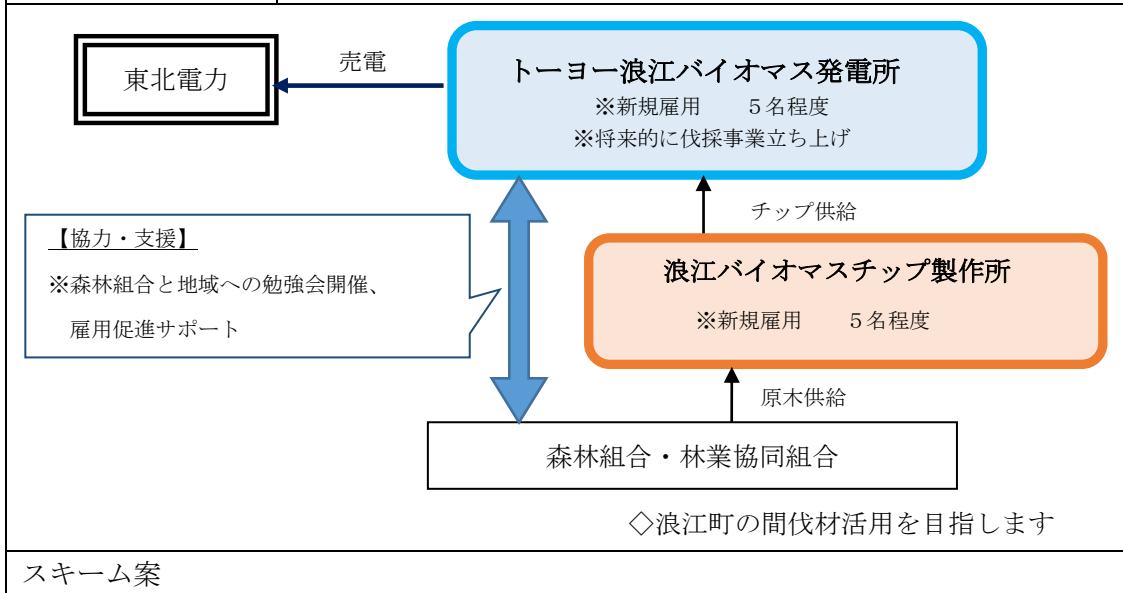 東北電力
売電
トーヨー浪江バイオマス発電所
※新規雇用　　５名程度
※将来的に伐採事業立ち上げ
チップ供給
【協力・支援】
※森林組合と地域への勉強会開催、
雇用促進サポート
浪江バイオマスチップ製作所
※新規雇用　　５名程度
原木供給
森林組合・林業協同組合
◇浪江町の間伐材活用を目指します
スキーム案